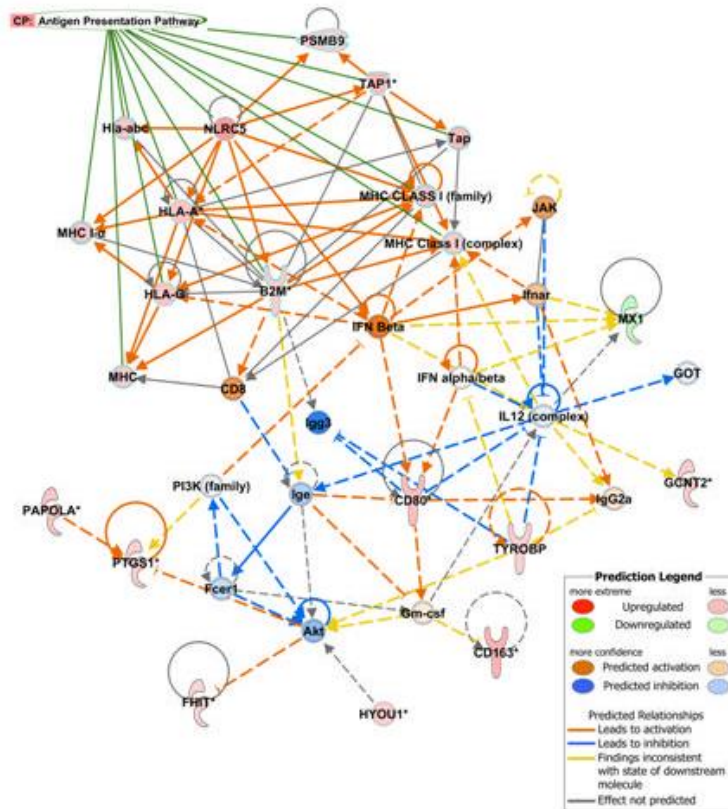 CP: Antigen Presentation Pathway
PSMB9
TAP1*
Hla-abc
NLRC5
Tap
MHC CLASS I (family)
JAK
HLA-A*
MHC I-α
MHC Class I (complex)
HLA-G
B2M*
Ifnar
IFN Beta
MX1
MHC
CD8
IFN alpha/beta
GOT
Igg3
IL12 (complex)
PI3K (family)
Ige
CD80*
IgG2a
GCNT2*
PAPOLA*
PTGS1*
TYROBP
Fcer1
Gm-csf
Akt
CD163*
FHIT*
HYOU1*
Prediction Legend
more extreme less
Upregulated
Downregulated
more confidence less
Predicted activation
Predicted inhibition
Predicted Relationships
Leads to activation
Leads to inhibition
Findings inconsistent
with state of downstream
molecule
Effect not predicted